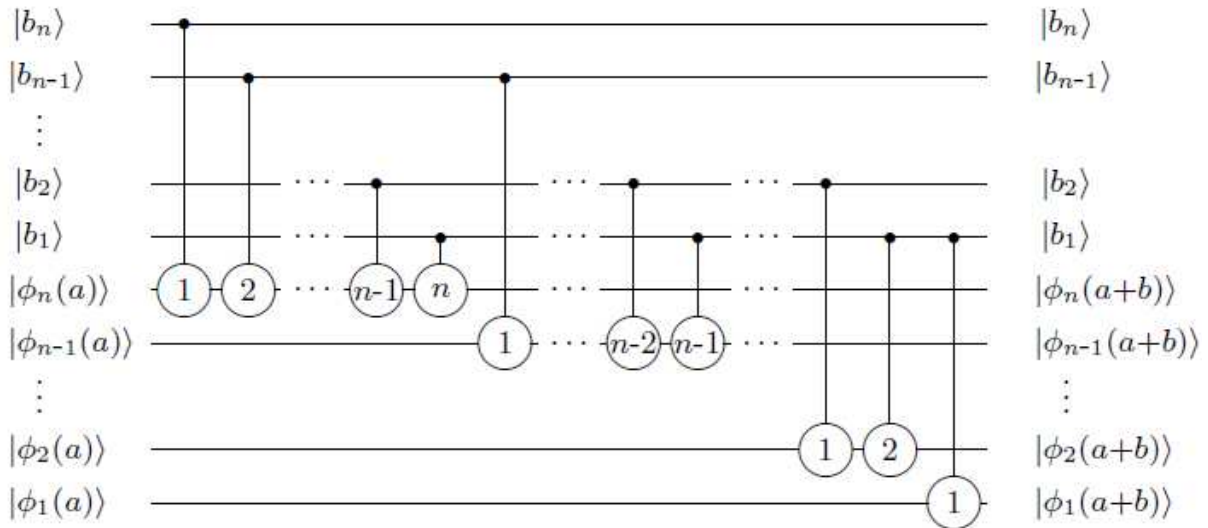 |b_n⟩ |b_n⟩
|b_{n-1}⟩ |b_{n-1}⟩
⋮
|b_2⟩ ··· ··· ··· |b_2⟩
|b_1⟩ ··· ··· ··· |b_1⟩
|ϕ_n(a)⟩ 1 2 ··· n-1 n ··· ··· |ϕ_n(a+b)⟩
|ϕ_{n-1}(a)⟩ 1 ··· n-2 n-1 ··· |ϕ_{n-1}(a+b)⟩
⋮ ⋮
|ϕ_2(a)⟩ 1 2 |ϕ_2(a+b)⟩
|ϕ_1(a)⟩ 1 |ϕ_1(a+b)⟩